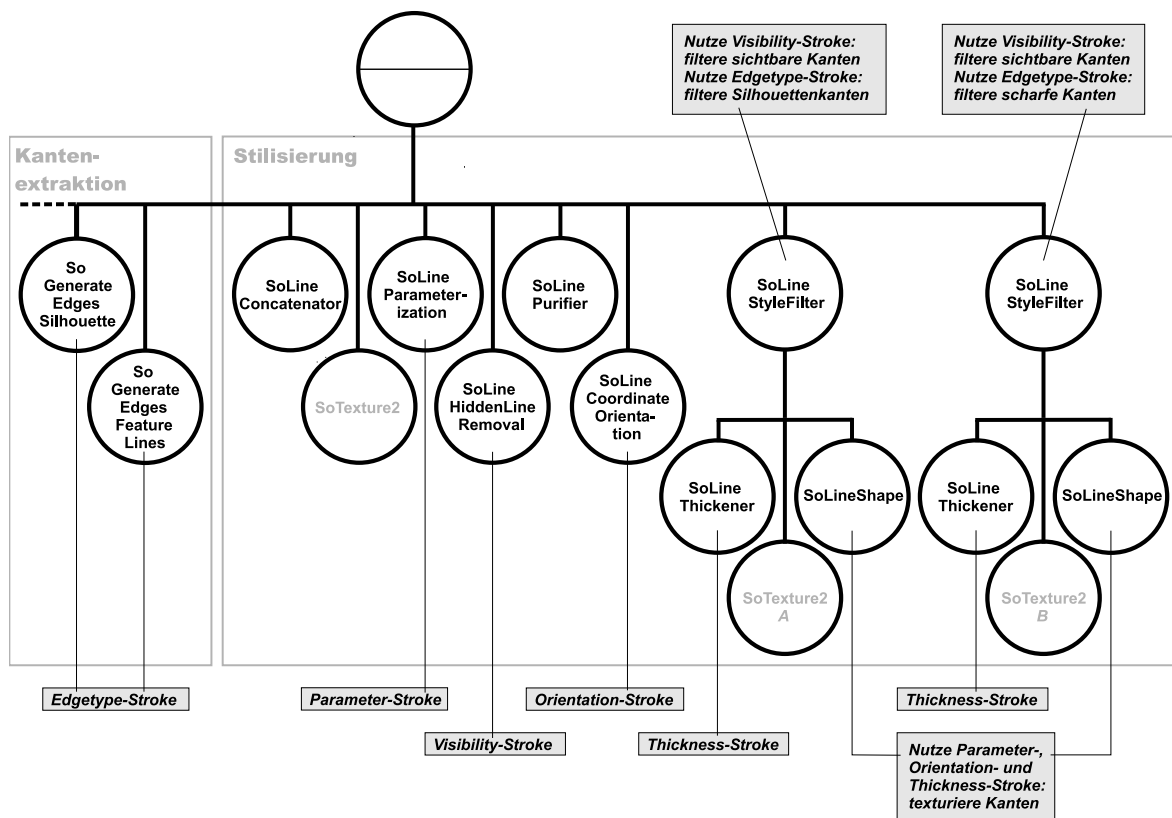 Nutze Visibility-Stroke:
filtere sichtbare Kanten
Nutze Edgetype-Stroke:
filtere Silhouettenkanten
Nutze Visibility-Stroke:
filtere sichtbare Kanten
Nutze Edgetype-Stroke:
filtere scharfe Kanten
Kanten-
extraktion
Stilisierung
So
Generate
Edges
Silhouette
So
Generate
Edges
Feature
Lines
SoLine
Concatenator
SoTexture2
SoLine
Parameter-
ization
SoLine
HiddenLine
Removal
SoLine
Purifier
SoLine
Coordinate
Orienta-
tion
SoLine
StyleFilter
SoLine
StyleFilter
SoLine
Thickener
SoTexture2
A
SoLineShape
SoLine
Thickener
SoTexture2
B
SoLineShape
Edgetype-Stroke
Parameter-Stroke
Orientation-Stroke
Thickness-Stroke
Visibility-Stroke
Thickness-Stroke
Nutze Parameter-,
Orientation- und
Thickness-Stroke:
texturiere Kanten